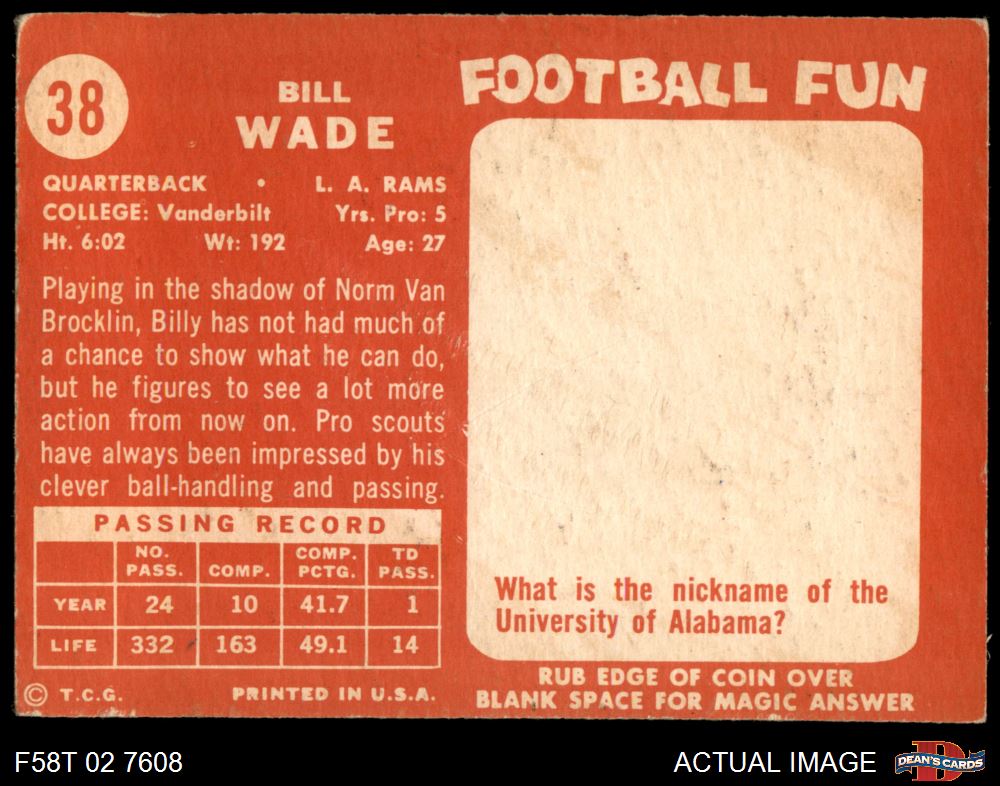 38
BILL
WADE
QUARTERBACK • L. A. RAMS
COLLEGE: Vanderbilt Yrs. Pro: 5
Ht. 6:02 Wt: 192 Age: 27
Playing in the shadow of Norm Van
Brocklin, Billy has not had much of
a chance to show what he can do,
but he figures to see a lot more
action from now on. Pro scouts
have always been impressed by his
clever ball-handling and passing.
PASSING RECORD
NO. PASS. COMP. COMP. PCTG. TD PASS.
YEAR 24 10 41.7 1
LIFE 332 163 49.1 14
© T.C.G. PRINTED IN U.S.A.
FOOTBALL FUN
What is the nickname of the
University of Alabama?
RUB EDGE OF COIN OVER
BLANK SPACE FOR MAGIC ANSWER
F58T 02 7608
ACTUAL IMAGE
D
DEAN'S CARDS